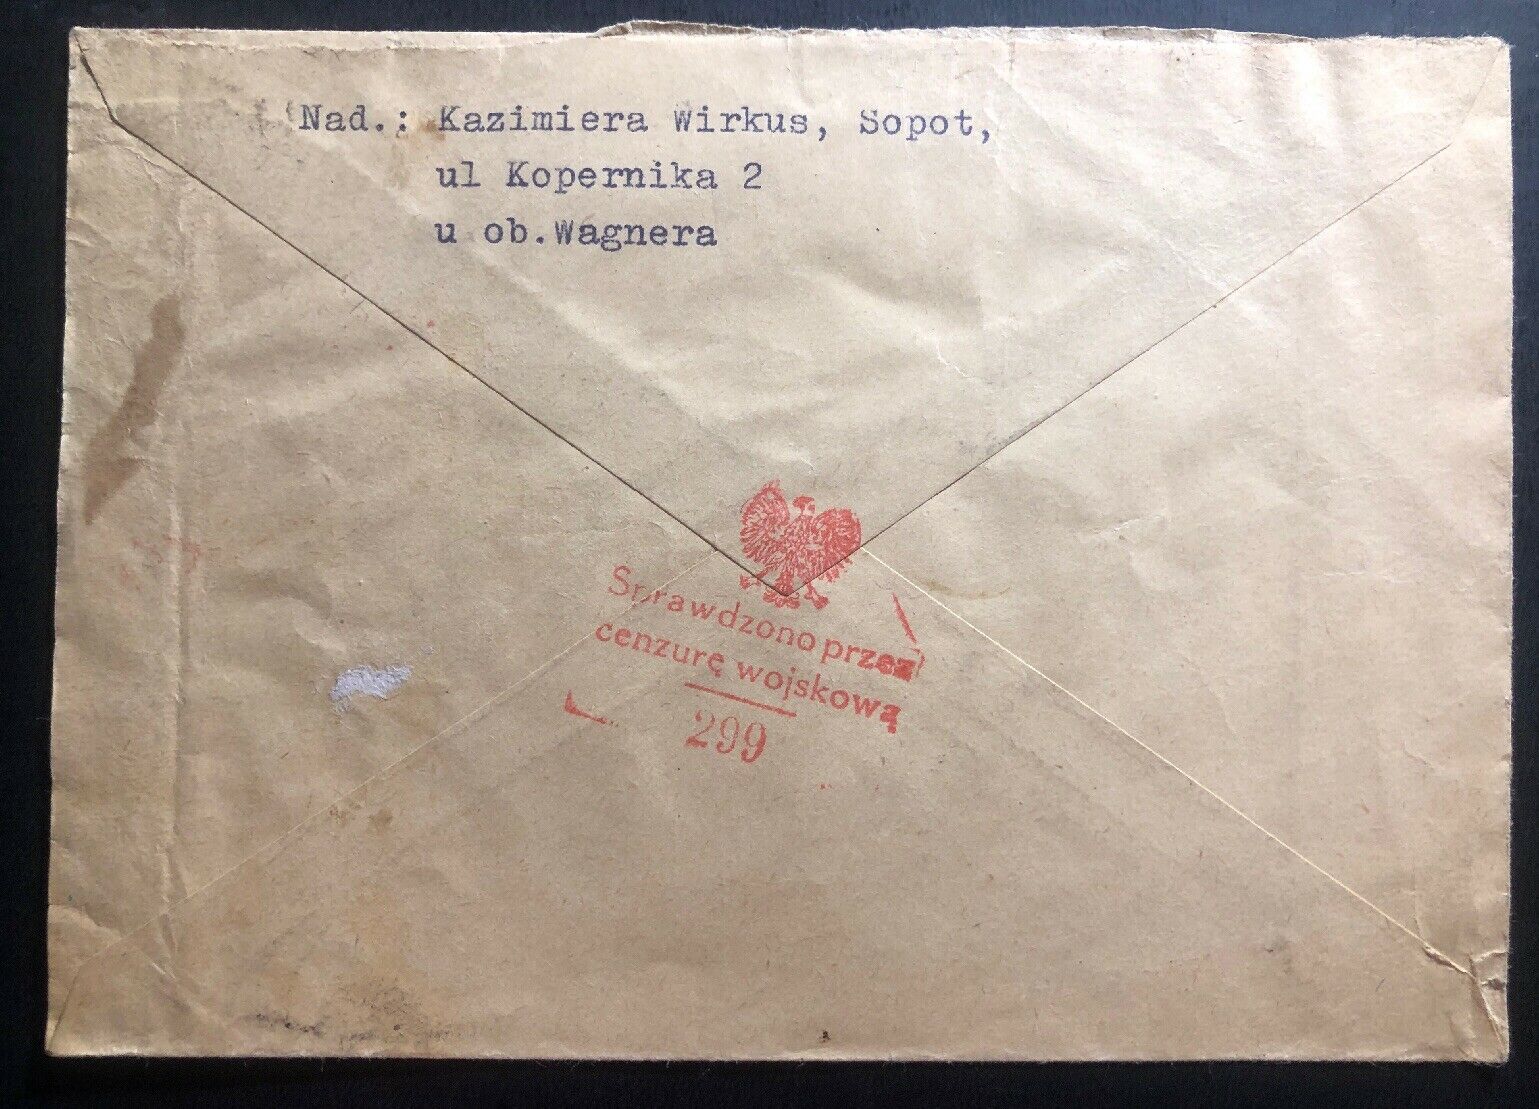 Nad.: Kazimiera Wirkus, Sopot,
ul Kopernika 2
u ob.Wagnera
Sprawdzono przez
cenzurę wojskową
299